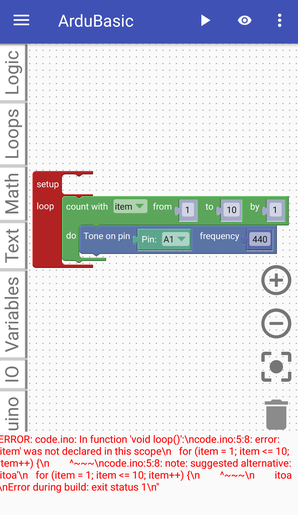 ArduBasic
Logic
Loops
Math
Text
Variables
IO
uino
setup
loop
count with item from 1 to 10 by 1
do Tone on pin Pin: A1 frequency 440
ERROR: code.ino: In function 'void loop()':\ncode.ino:5:8: error:
'item' was not declared in this scope\n   for (item = 1; item <= 10;
item++) {\n        ^~~~\ncode.ino:5:8: note: suggested alternative:
'itoa'\n   for (item = 1; item <= 10; item++) {\n        ^~~~\n        itoa
\nError during build: exit status 1\n"